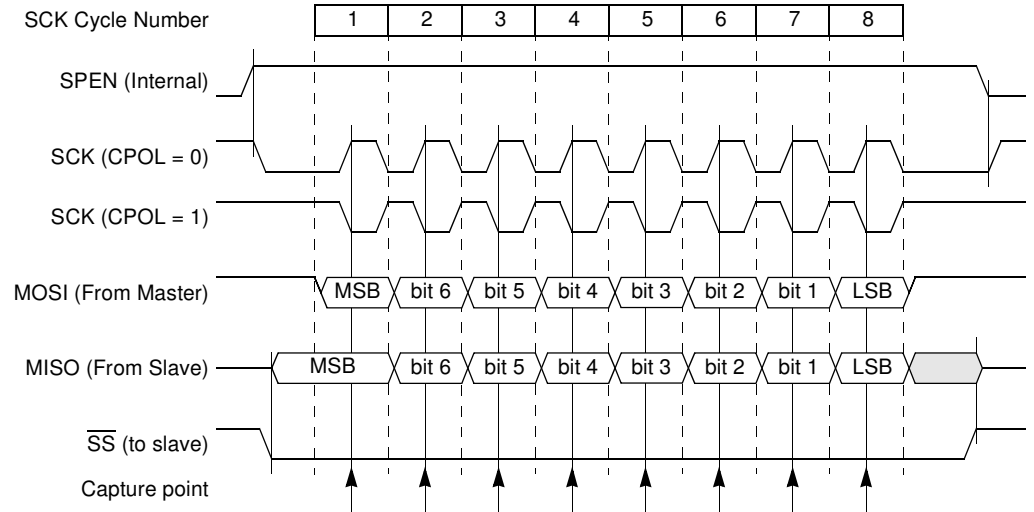 SCK Cycle Number 1 2 3 4 5 6 7 8
SPEN (Internal)
SCK (CPOL = 0)
SCK (CPOL = 1)
MOSI (From Master) MSB bit 6 bit 5 bit 4 bit 3 bit 2 bit 1 LSB
MISO (From Slave) MSB bit 6 bit 5 bit 4 bit 3 bit 2 bit 1 LSB
SS (to slave)
Capture point